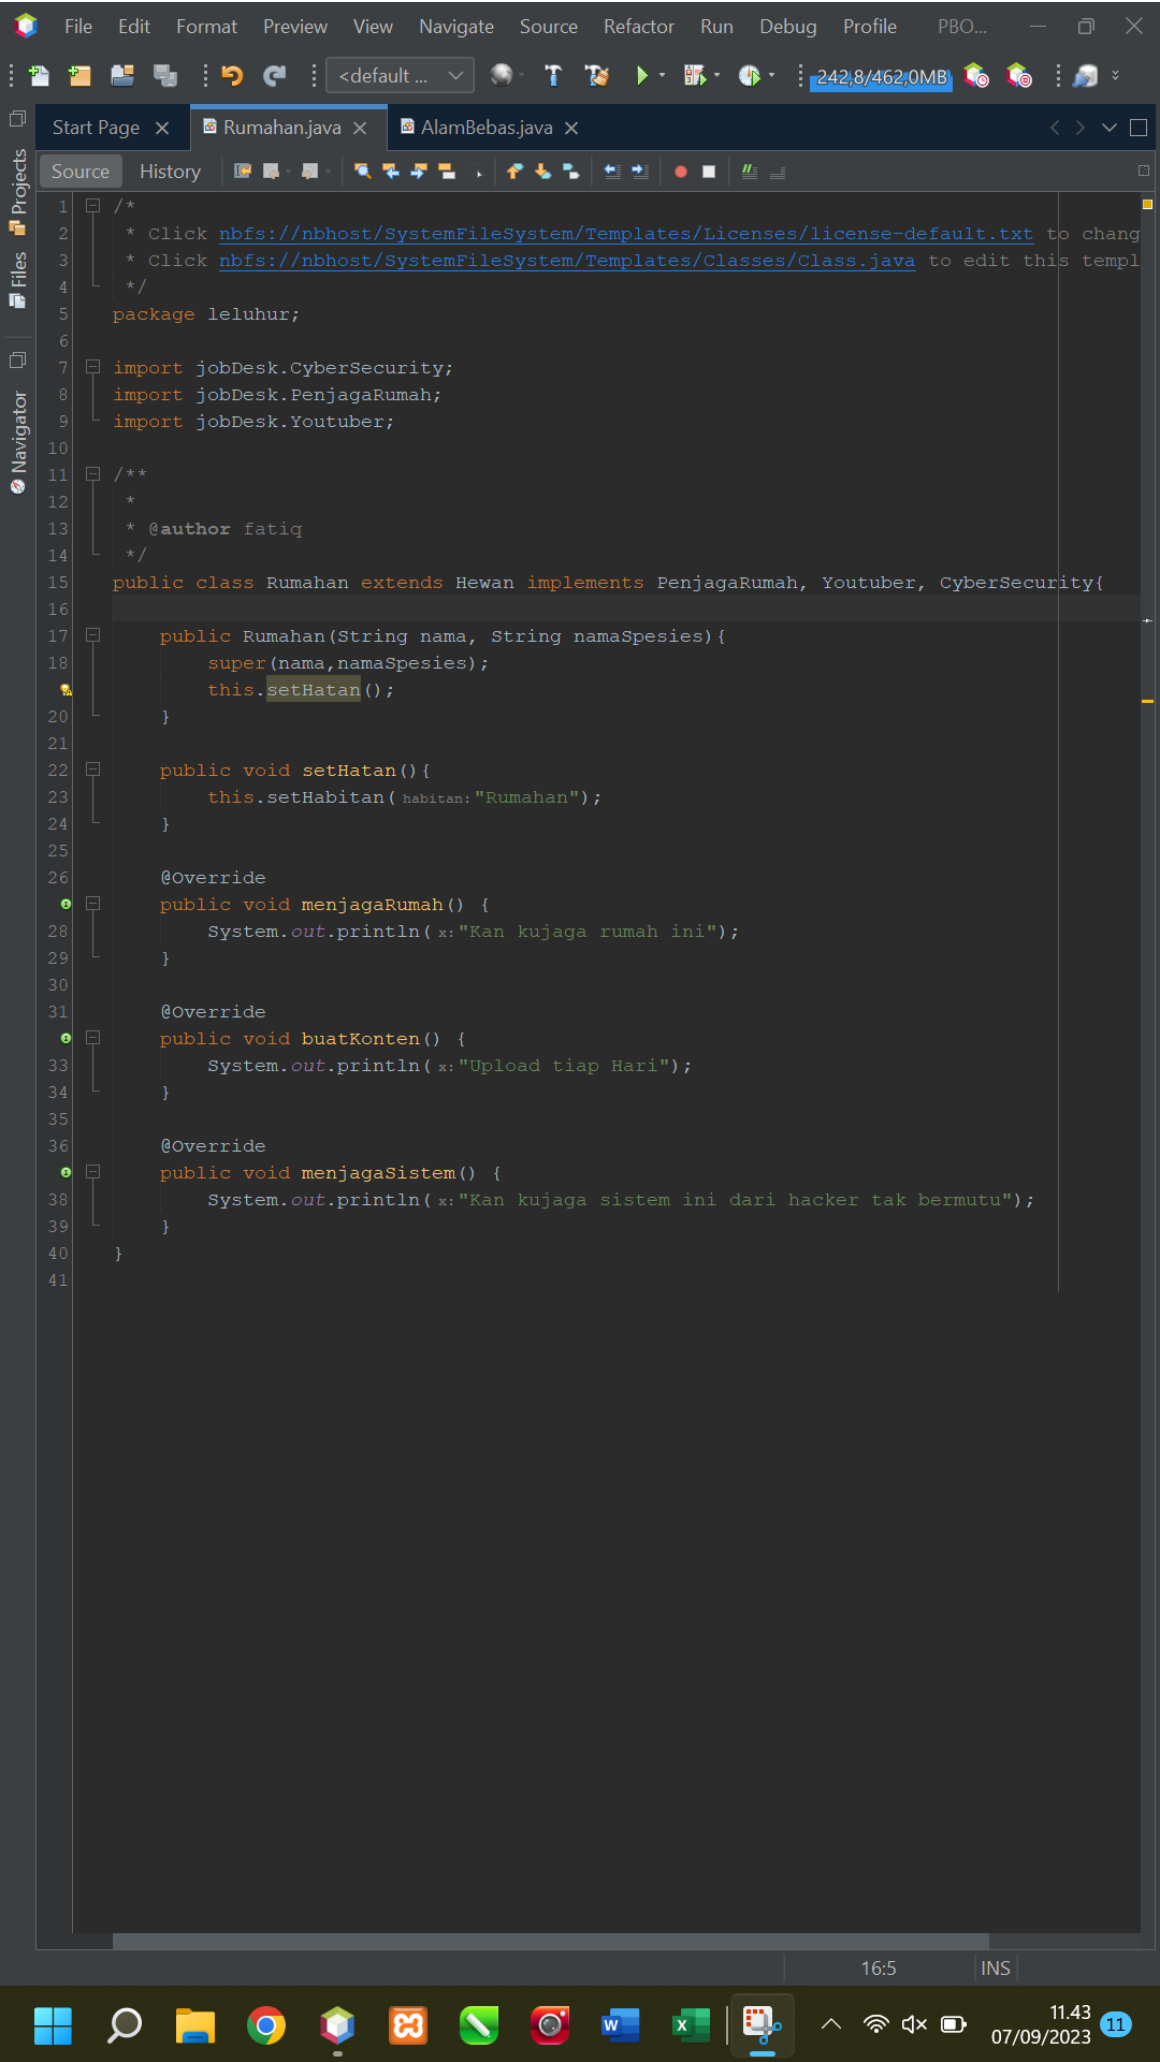 File Edit Format Preview View Navigate Source Refactor Run Debug Profile PBO...
<default ... 242,8/462,0MB
Start Page Rumahan.java AlamBebas.java
Source History
Projects
Files
Navigator
1 /*
2 * Click nbfs://nbhost/SystemFileSystem/Templates/Licenses/license-default.txt to chang
3 * Click nbfs://nbhost/SystemFileSystem/Templates/Classes/Class.java to edit this templ
4 */
5 package leluhur;
6
7 import jobDesk.CyberSecurity;
8 import jobDesk.PenjagaRumah;
9 import jobDesk.Youtuber;
10
11 /**
12 *
13 * @author fatiq
14 */
15 public class Rumahan extends Hewan implements PenjagaRumah, Youtuber, CyberSecurity{
16
17 public Rumahan(String nama, String namaSpesies){
18 super(nama,namaSpesies);
this.setHatan();
20 }
21
22 public void setHatan(){
23 this.setHabitan( habitan: "Rumahan");
24 }
25
26 @Override
public void menjagaRumah() {
28 System.out.println( x: "Kan kujaga rumah ini");
29 }
30
31 @Override
public void buatKonten() {
33 System.out.println( x: "Upload tiap Hari");
34 }
35
36 @Override
public void menjagaSistem() {
38 System.out.println( x: "Kan kujaga sistem ini dari hacker tak bermutu");
39 }
40 }
41
16:5 INS
11.43
07/09/2023 11